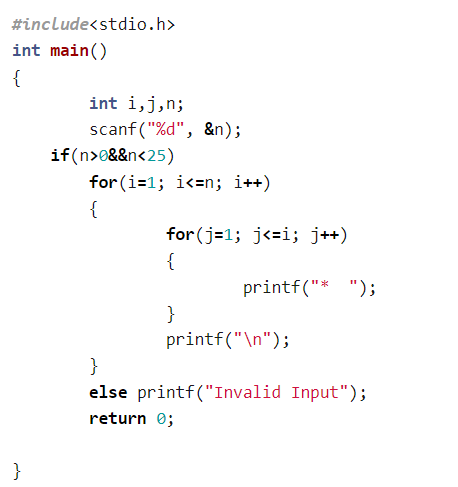 #include<stdio.h>
int main()
{
        int i,j,n;
        scanf("%d", &n);
    if(n>0&&n<25)
        for(i=1; i<=n; i++)
        {
                for(j=1; j<=i; j++)
                {
                        printf("*  ");
                }
                printf("\n");
        }
        else printf("Invalid Input");
        return 0;

}